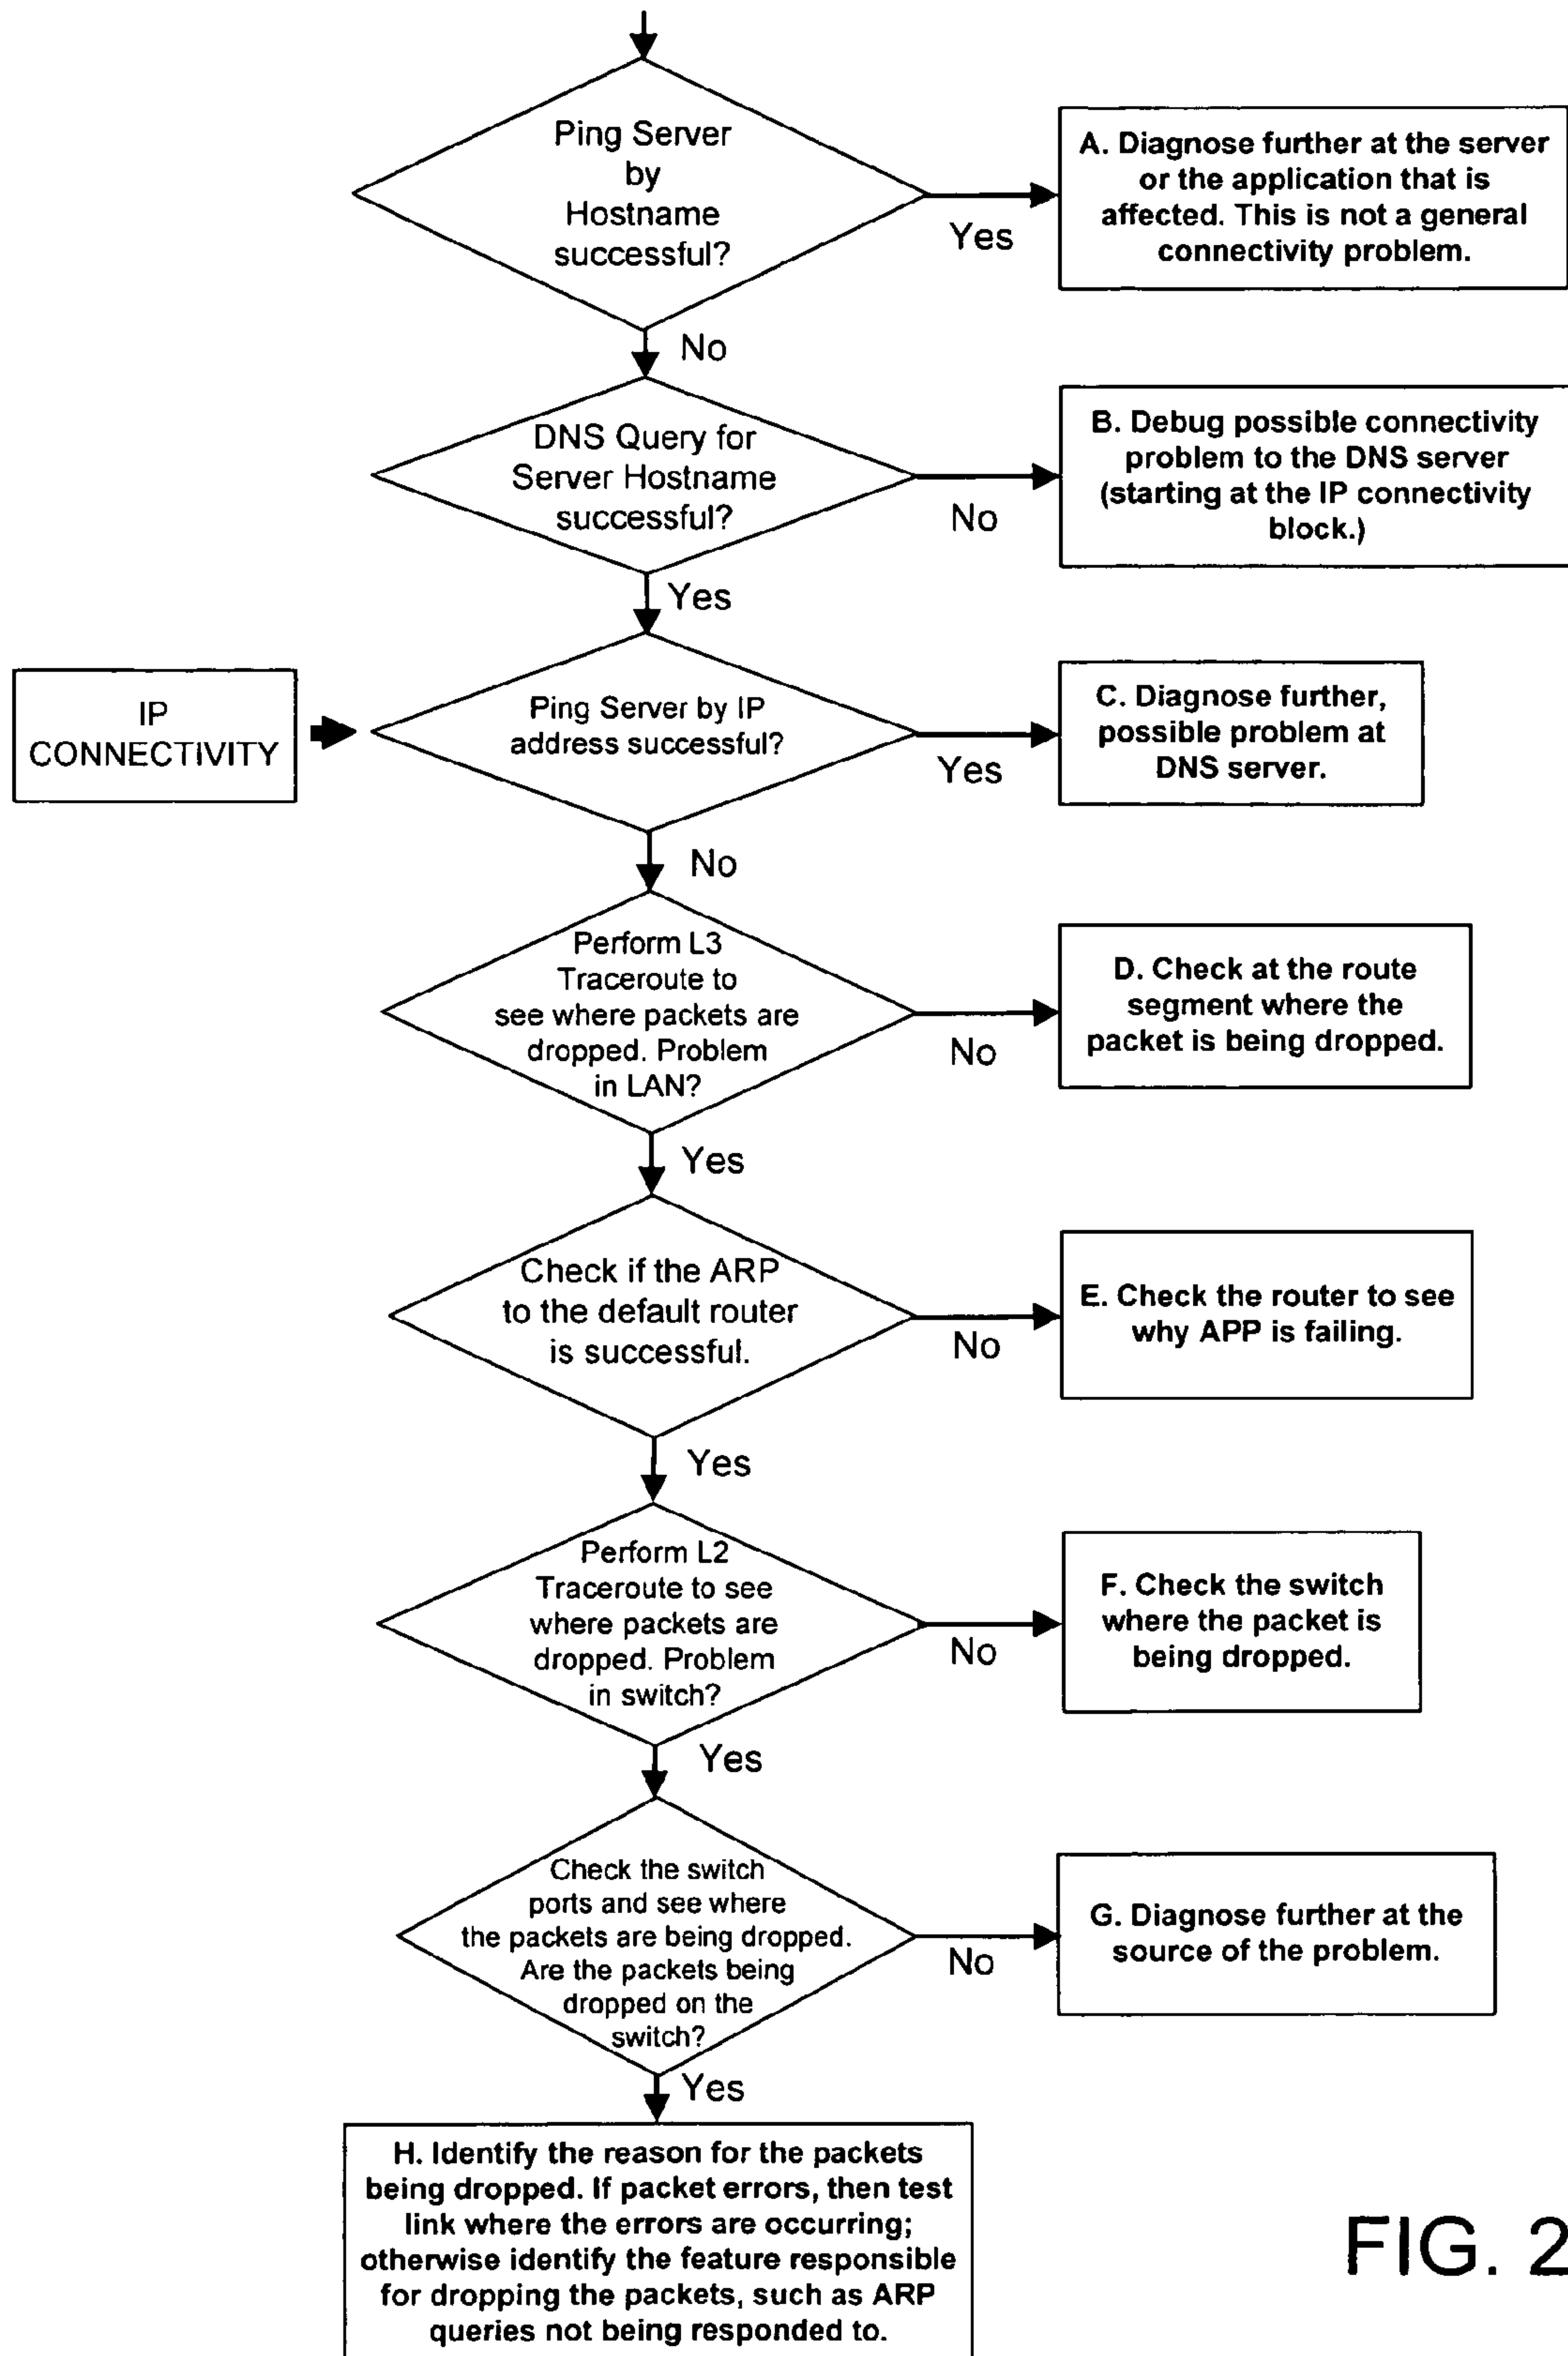 Ping Server
by
Hostname
successful?
Yes
A. Diagnose further at the server
or the application that is
affected. This is not a general
connectivity problem.
No
DNS Query for
Server Hostname
successful?
No
B. Debug possible connectivity
problem to the DNS server
(starting at the IP connectivity
block.)
Yes
IP
CONNECTIVITY
Ping Server by IP
address successful?
Yes
C. Diagnose further,
possible problem at
DNS server.
No
Perform L3
Traceroute to
see where packets are
dropped. Problem
in LAN?
No
D. Check at the route
segment where the
packet is being dropped.
Yes
Check if the ARP
to the default router
is successful.
No
E. Check the router to see
why APP is failing.
Yes
Perform L2
Traceroute to see
where packets are
dropped. Problem
in switch?
No
F. Check the switch
where the packet is
being dropped.
Yes
Check the switch
ports and see where
the packets are being dropped.
Are the packets being
dropped on the
switch?
No
G. Diagnose further at the
source of the problem.
Yes
H. Identify the reason for the packets
being dropped. If packet errors, then test
link where the errors are occurring;
otherwise identify the feature responsible
for dropping the packets, such as ARP
queries not being responded to.
FIG. 2